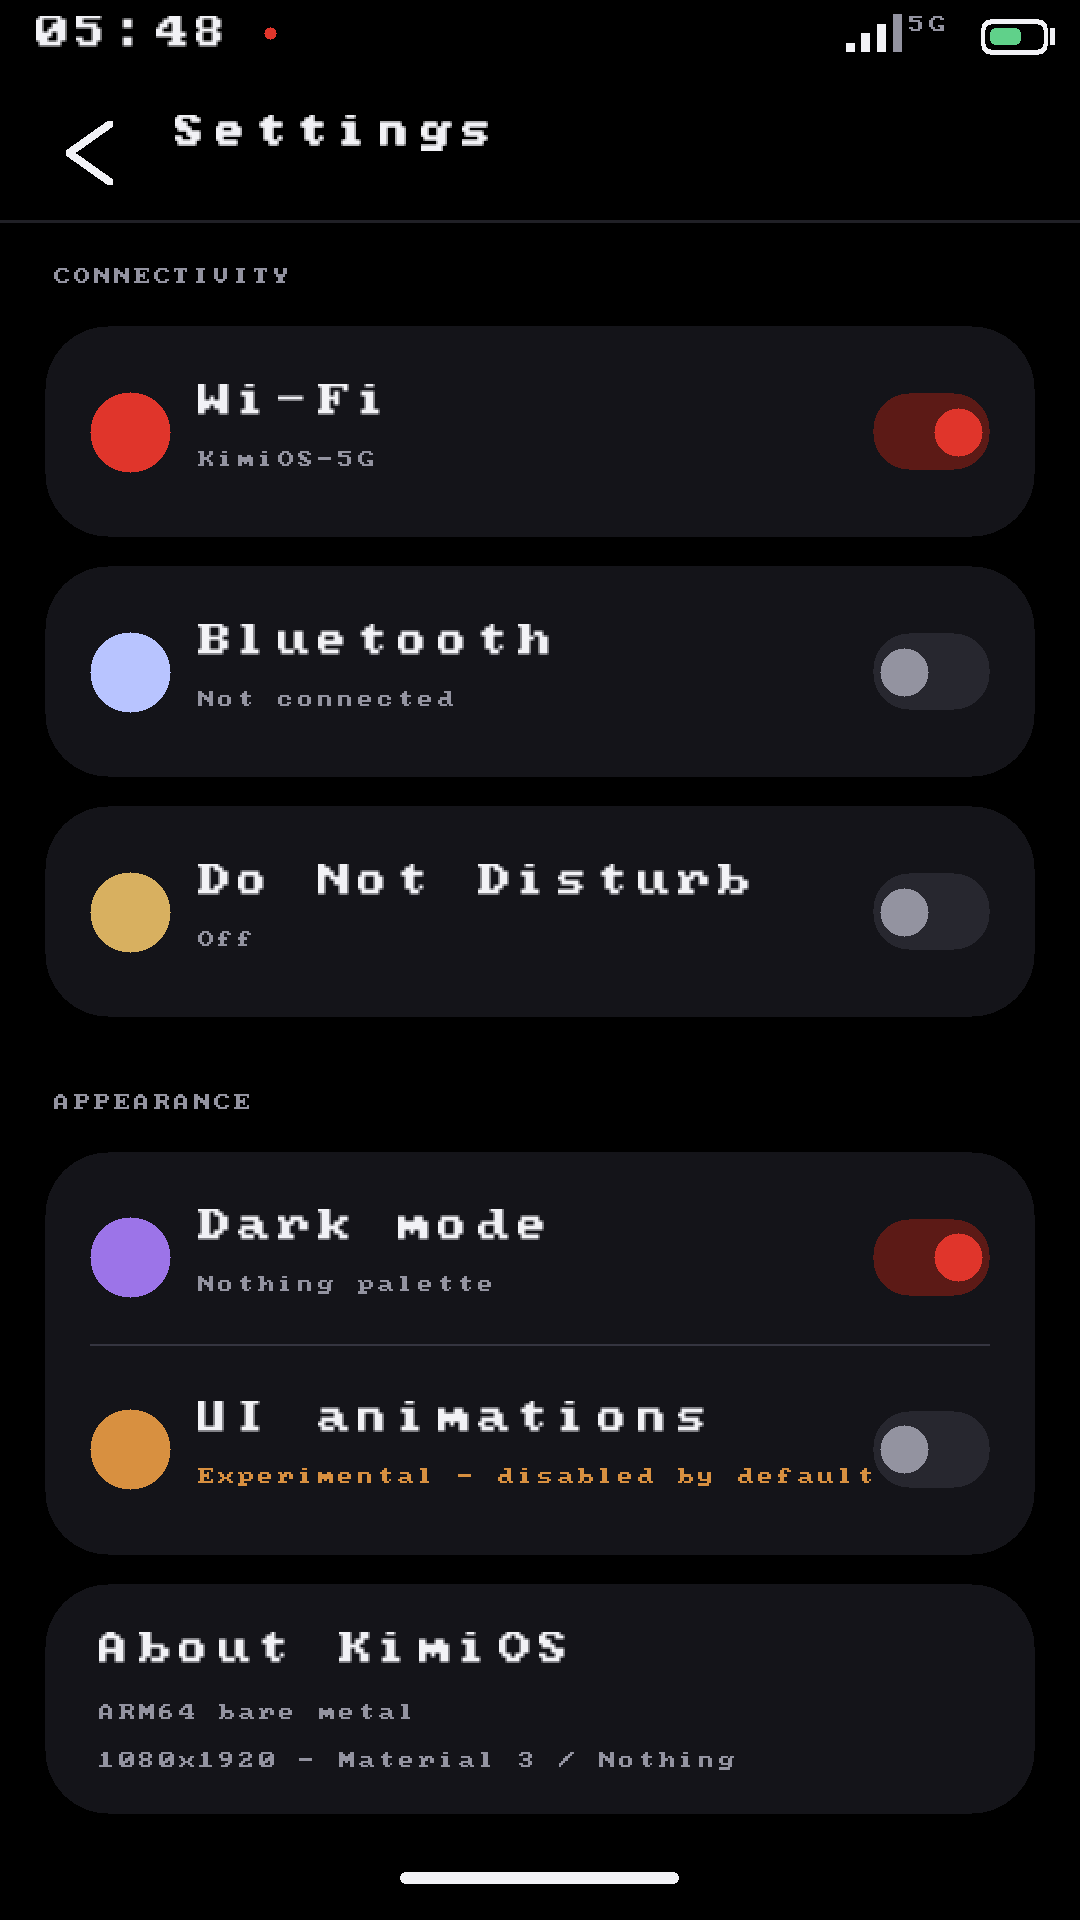 05:48
5G
Settings
CONNECTIVITY
Wi-Fi
KimiOS-5G
Bluetooth
Not connected
Do Not Disturb
Off
APPEARANCE
Dark mode
Nothing palette
UI animations
Experimental - disabled by default
About KimiOS
ARM64 bare metal
1080x1920 - Material 3 / Nothing